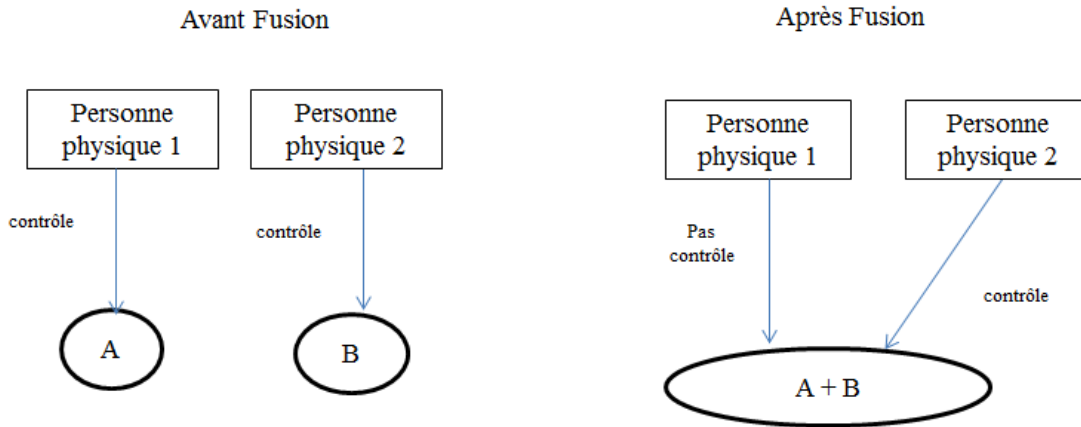 Avant Fusion
Personne
physique 1
Personne
physique 2
contrôle
contrôle
A
B
Après Fusion
Personne
physique 1
Personne
physique 2
Pas
contrôle
contrôle
A + B